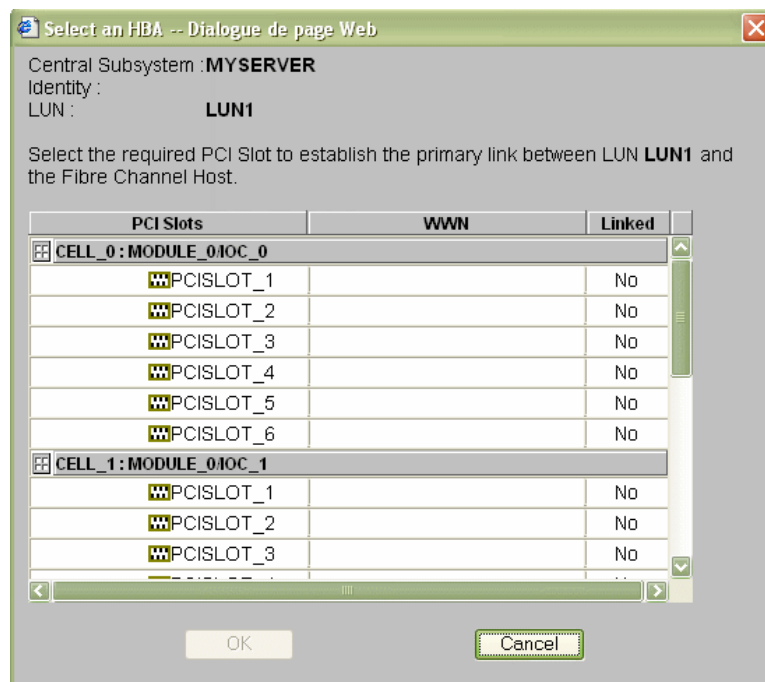 Select an HBA -- Dialogue de page Web
Central Subsystem : MYSERVER
Identity :
LUN : LUN1
Select the required PCI Slot to establish the primary link between LUN LUN1 and
the Fibre Channel Host.
PCI Slots WWN Linked
CELL_0 : MODULE_0/IOC_0
PCISLOT_1 No
PCISLOT_2 No
PCISLOT_3 No
PCISLOT_4 No
PCISLOT_5 No
PCISLOT_6 No
CELL_1 : MODULE_0/IOC_1
PCISLOT_1 No
PCISLOT_2 No
PCISLOT_3 No
OK Cancel